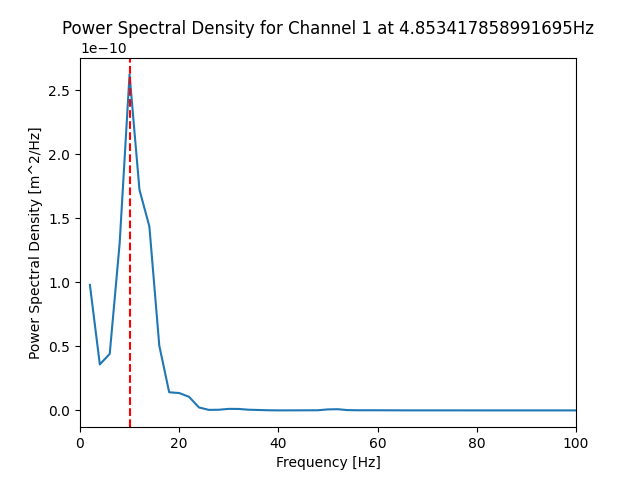 Power Spectral Density for Channel 1 at 4.853417858991695Hz
1e−10
2.5
2.0
1.5
1.0
0.5
0.0
Power Spectral Density [m^2/Hz]
0 20 40 60 80 100
Frequency [Hz]